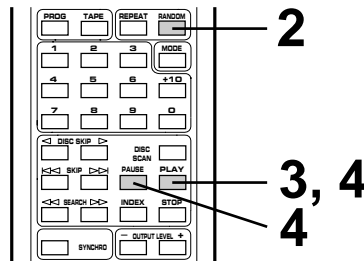 PROG TAPE REPEAT RANDOM
2
1 2 3 MODE
4 5 6 +10
7 8 9 0
◁ DISC SKIP ▷ DISC SCAN
|◁◁ SKIP ▷▷| PAUSE PLAY
3, 4
◁◁ SEARCH ▷▷ INDEX STOP
4
SYNCHRO − OUTPUT LEVEL +